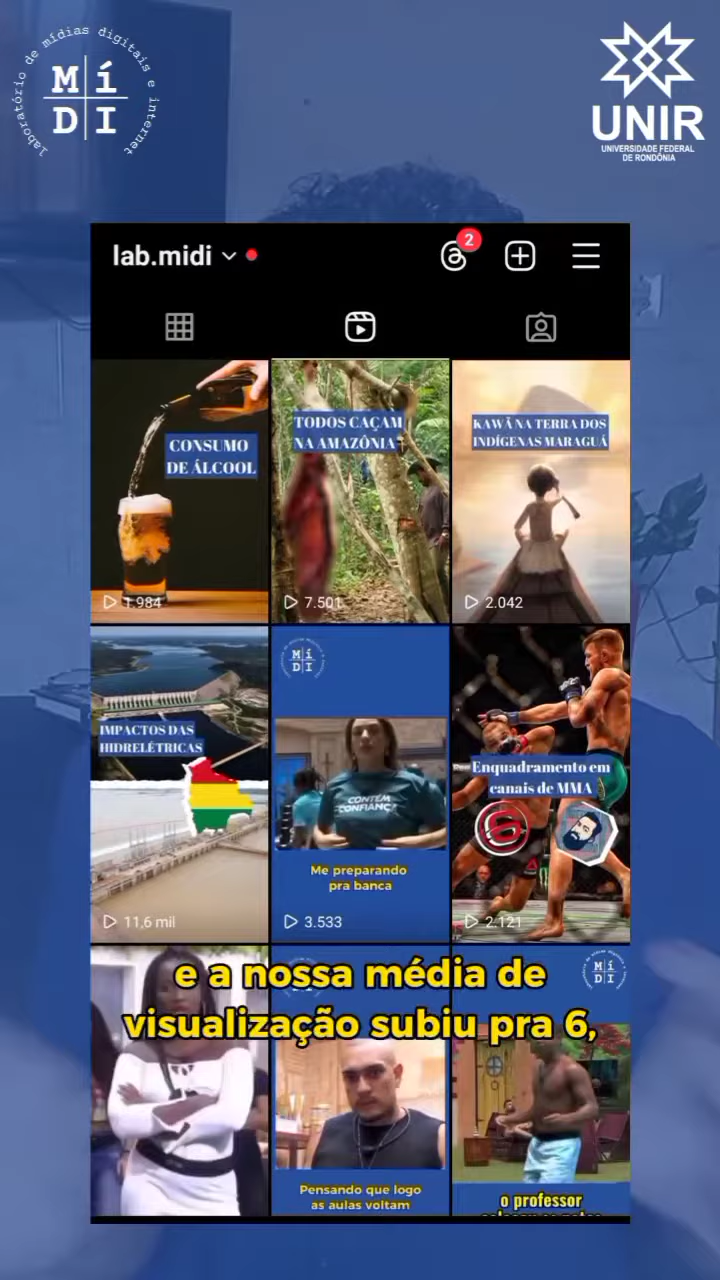 laboratório de mídias digitais e internet
Mí
DI
UNIR
UNIVERSIDADE FEDERAL
DE RONDÔNIA
lab.midi
2
CONSUMO
DE ÁLCOOL
1.984
TODOS CAÇAM
NA AMAZÔNIA
7.501
KAWÃ NA TERRA DOS
INDÍGENAS MARAGUÁ
2.042
IMPACTOS DAS
HIDRELÉTRICAS
11,6 mil
Mí
DI
CONTÉM
CONFIANÇA
Me preparando
pra banca
3.533
Enquadramento em
canais de MMA
2.121
e a nossa média de
visualização subiu pra 6,
Mí
DI
Pensando que logo
as aulas voltam
o professor